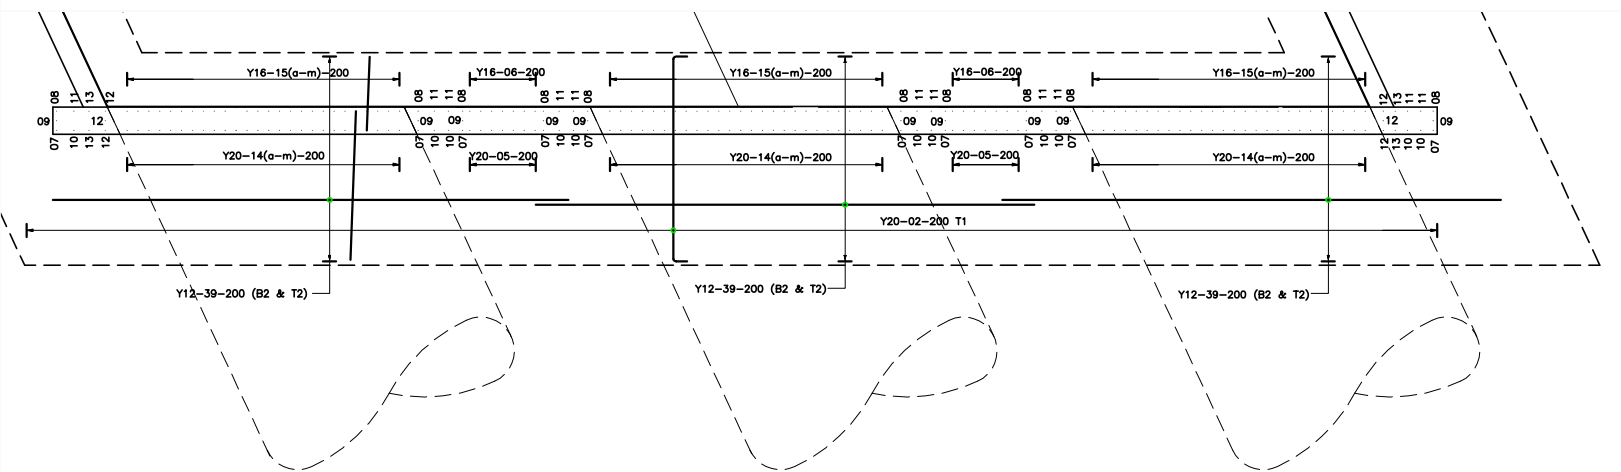 Y16-15(a-m)-200
Y16-06-200
Y16-15(a-m)-200
Y16-06-200
Y16-15(a-m)-200
08 11 13 12
08 11 11 08
08 11 11 08
08 11 11 08
08 11 11 08
12 13 11 11 08
09 12
09 09
09 09
09 09
09 09
12 09
07 10 13 12
07 10 10 07
07 10 10 07
07 10 10 07
07 10 10 07
12 13 10 10 07
Y20-14(a-m)-200
Y20-05-200
Y20-14(a-m)-200
Y20-05-200
Y20-14(a-m)-200
Y20-02-200 T1
Y12-39-200 (B2 & T2)
Y12-39-200 (B2 & T2)
Y12-39-200 (B2 & T2)